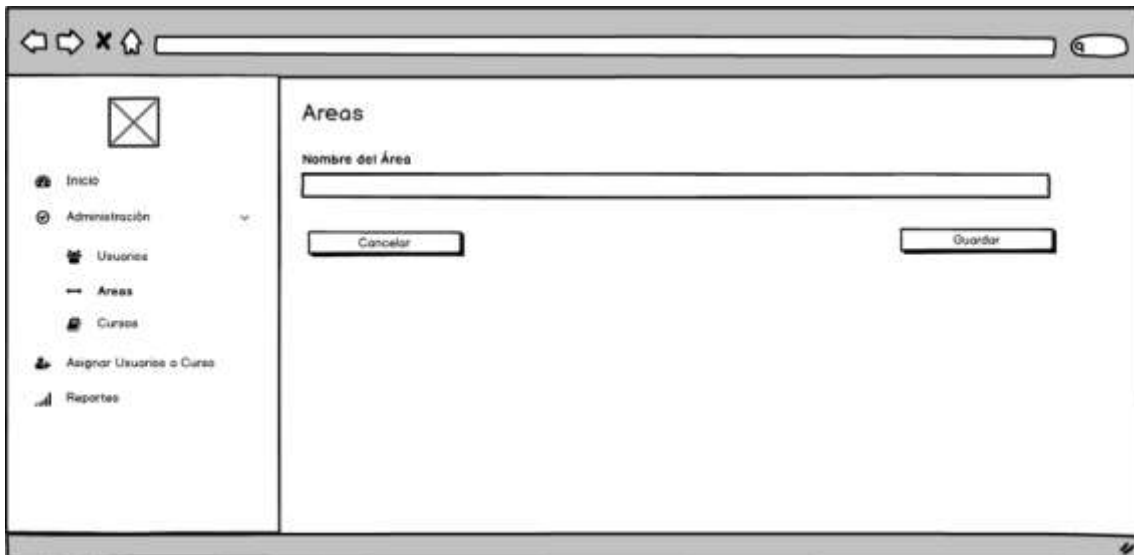 Areas
Nombre del Área
Inicio
Administración
Usuarios
Areas
Cursos
Asignar Usuarios a Curso
Reportes
Cancelar
Guardar